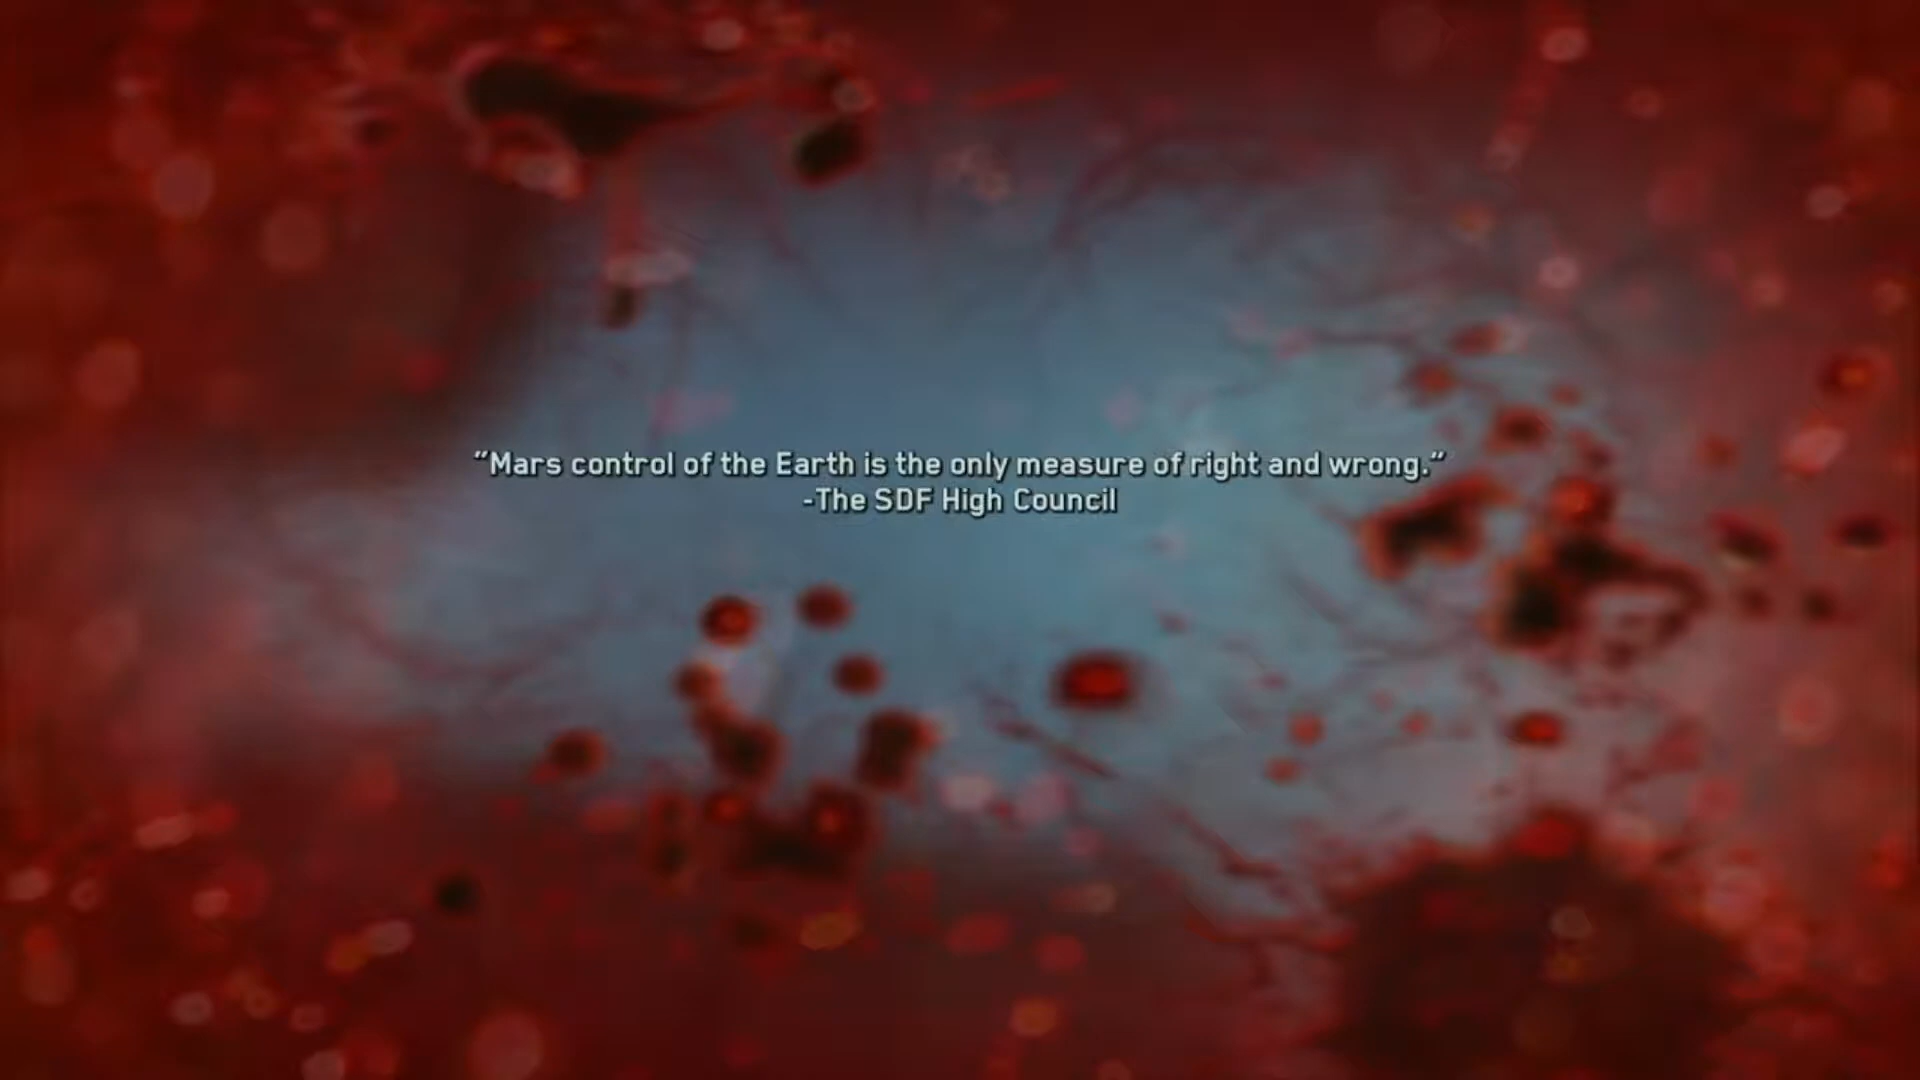 "Mars control of the Earth is the only measure of right and wrong."
-The SDF High Council